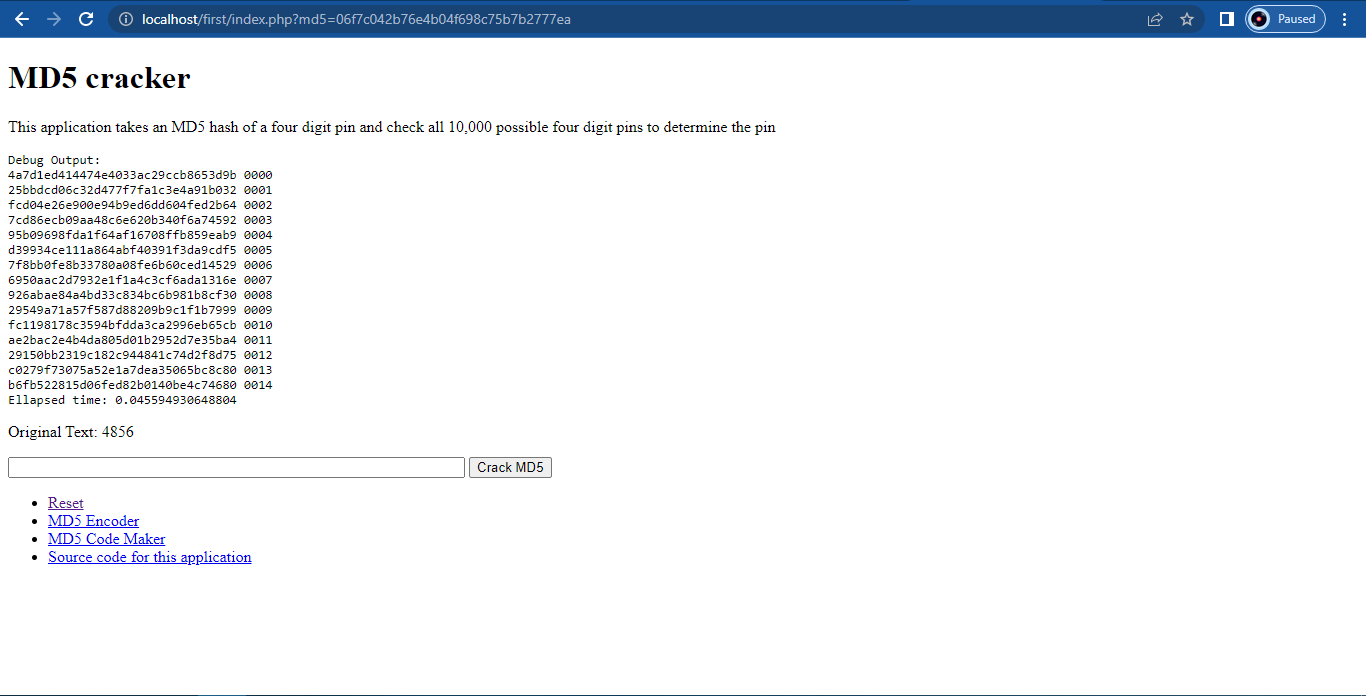 localhost/first/index.php?md5=06f7c042b76e4b04f698c75b7b2777ea
Paused
MD5 cracker
This application takes an MD5 hash of a four digit pin and check all 10,000 possible four digit pins to determine the pin
Debug Output:
4a7d1ed414474e4033ac29ccb8653d9b 0000
25bbdcd06c32d477f7fa1c3e4a91b032 0001
fcd04e26e900e94b9ed6dd604fed2b64 0002
7cd86ecb09aa48c6e620b340f6a74592 0003
95b09698fda1f64af16708ffb859eab9 0004
d39934ce111a864abf40391f3da9cdf5 0005
7f8bb0fe8b33780a08fe6b60ced14529 0006
6950aac2d7932e1f1a4c3cf6ada1316e 0007
926abae84a4bd33c834bc6b981b8cf30 0008
29549a71a57f587d88209b9c1f1b7999 0009
fc1198178c3594bfdda3ca2996eb65cb 0010
ae2bac2e4b4da805d01b2952d7e35ba4 0011
29150bb2319c182c944841c74d2f8d75 0012
c0279f73075a52e1a7dea35065bc8c80 0013
b6fb522815d06fed82b0140be4c74680 0014
Ellapsed time: 0.045594930648804
Original Text: 4856
Crack MD5
Reset
MD5 Encoder
MD5 Code Maker
Source code for this application